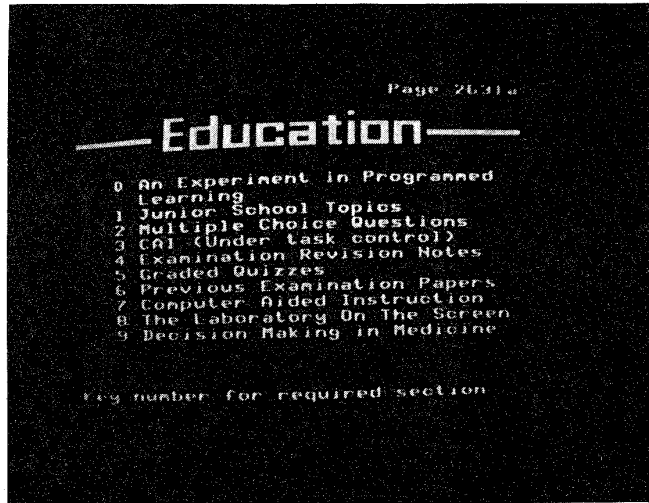 Page 2631a
Education
0 An Experiment in Programmed
Learning
1 Junior School Topics
2 Multiple Choice Questions
3 CAI (Under task control)
4 Examination Revision Notes
5 Graded Quizzes
6 Previous Examination Papers
7 Computer Aided Instruction
8 The Laboratory On The Screen
9 Decision Making in Medicine
Key number for required section